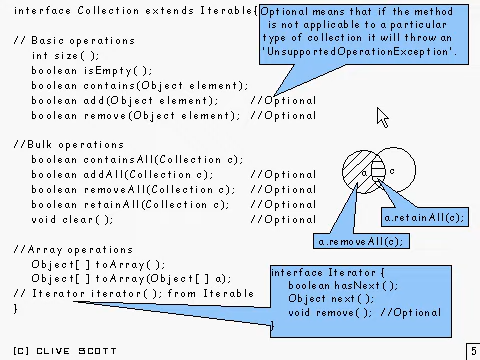 interface Collection extends Iterable{
Optional means that if the method
is not applicable to a particular
type of collection it will throw an
'UnsupportedOperationException'.
// Basic operations
int size( );
boolean isEmpty( );
boolean contains(Object element);
boolean add(Object element); //Optional
boolean remove(Object element); //Optional
//Bulk operations
boolean containsAll(Collection c);
boolean addAll(Collection c); //Optional
boolean removeAll(Collection c); //Optional
boolean retainAll(Collection c); //Optional
void clear( ); //Optional
a c
a.retainAll(c);
a.removeAll(c);
//Array operations
Object[ ] toArray( );
Object[ ] toArray(Object[ ] a);
// Iterator iterator( ); from Iterable
}
interface Iterator {
boolean hasNext( );
Object next( );
void remove( ); //Optional
}
[C] CLIVE SCOTT
5